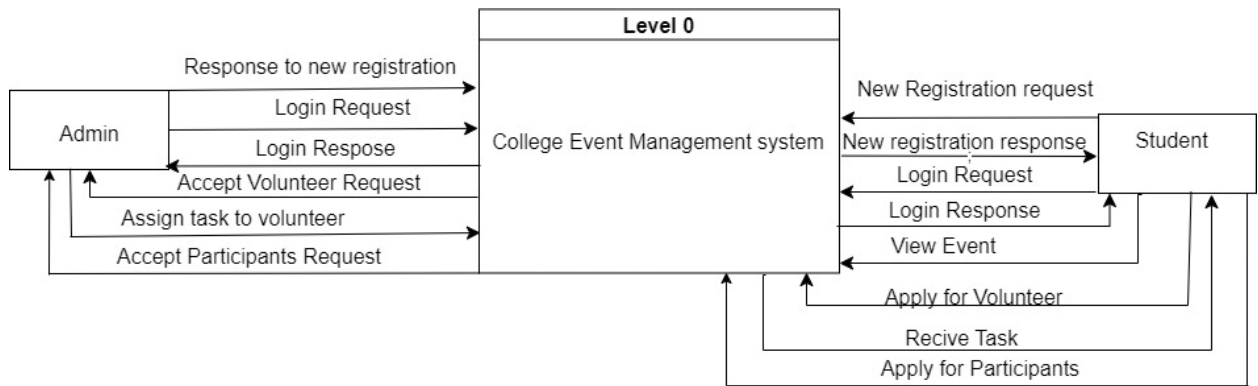 Level 0
Response to new registration
Login Request
Admin
Login Respose
Accept Volunteer Request
Assign task to volunteer
Accept Participants Request
College Event Management system
New Registration request
New registration response
Student
Login Request
Login Response
View Event
Apply for Volunteer
Recive Task
Apply for Participants